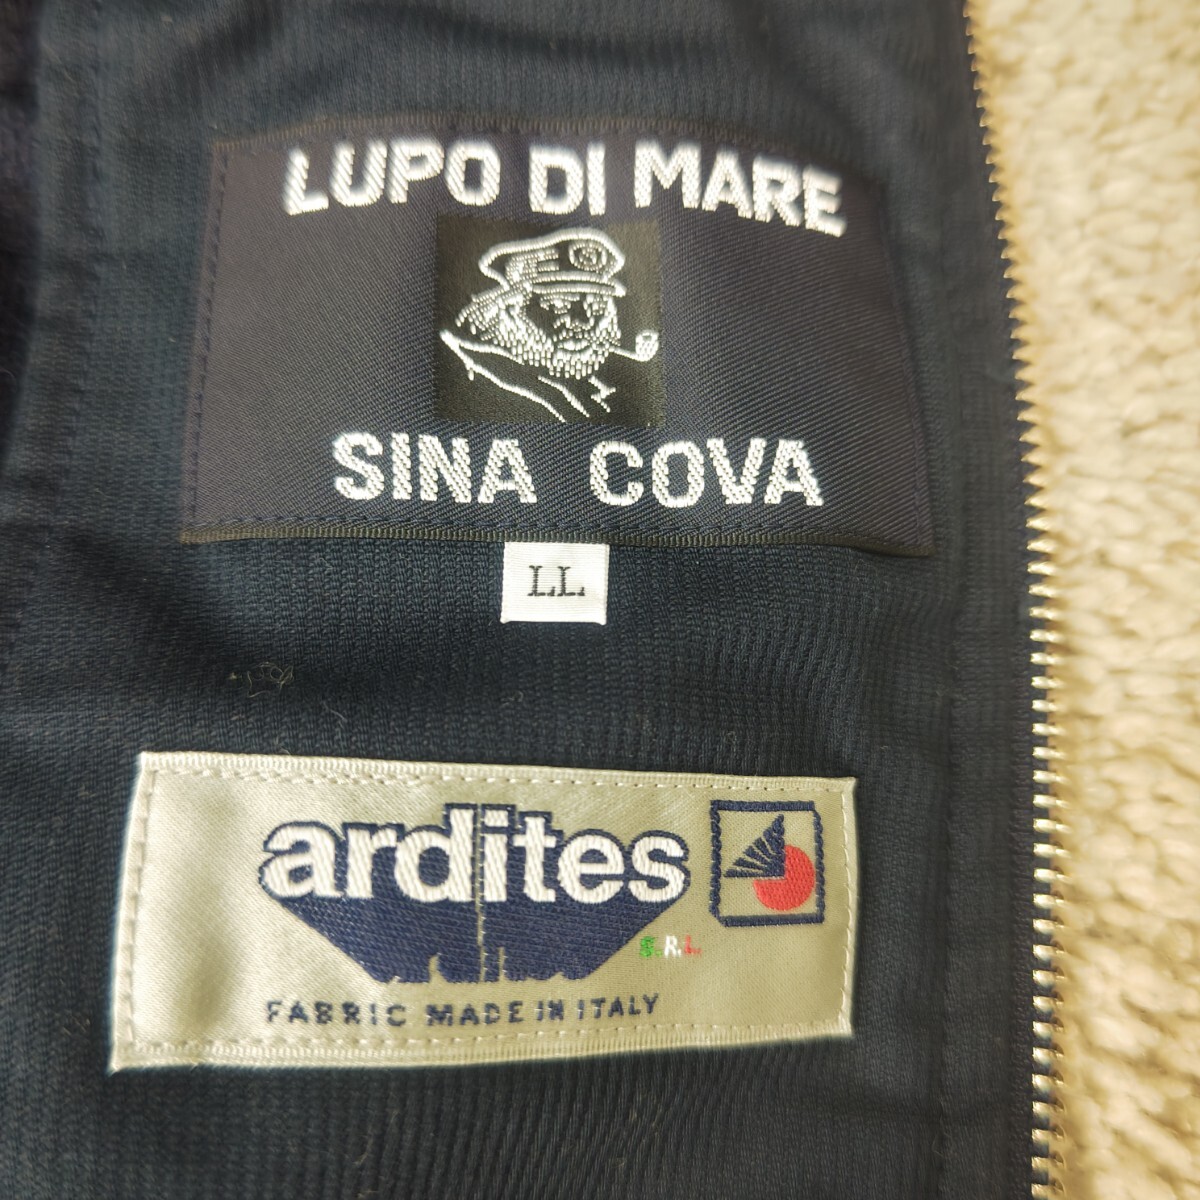 LUPO DI MARE
SINA COVA
LL
ardites
S.R.L.
FABRIC MADE IN ITALY